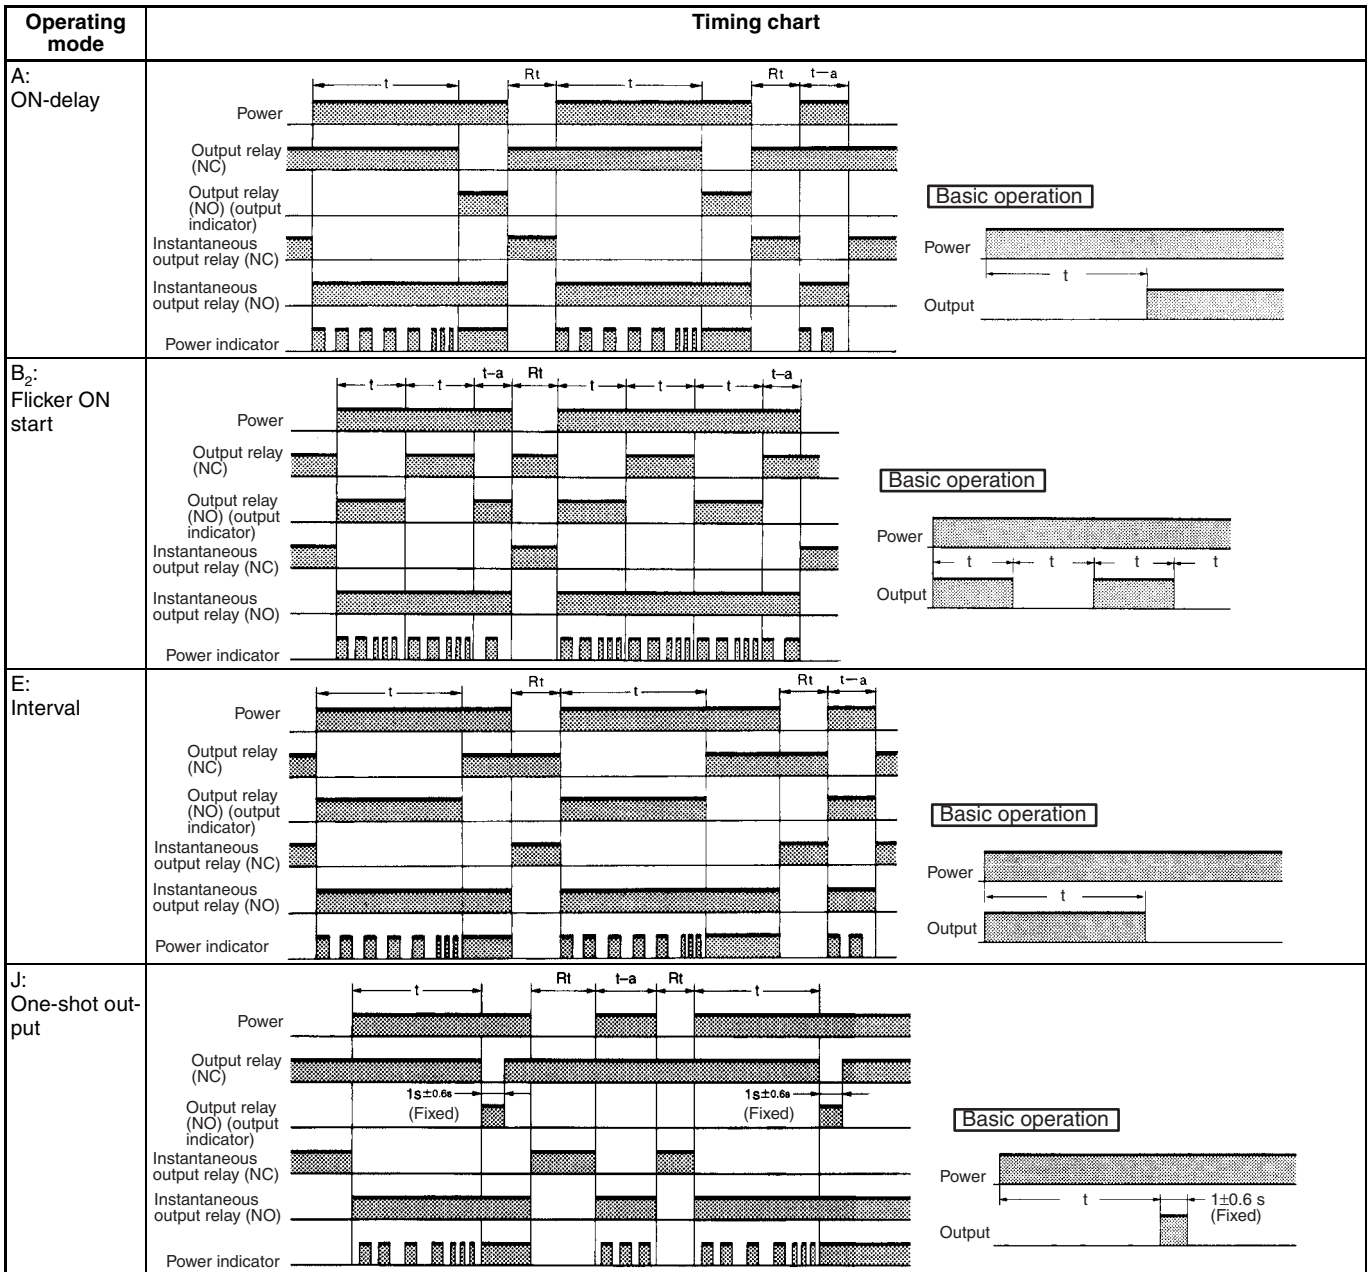 Operating mode
Timing chart
A:
ON-delay
t
Rt
t
Rt
t–a
Power
Output relay
(NC)
Output relay
(NO) (output
indicator)
Instantaneous
output relay (NC)
Instantaneous
output relay (NO)
Power indicator
Basic operation
Power
t
Output
B2:
Flicker ON
start
t
t
t–a
Rt
t
t
t
t–a
Power
Output relay
(NC)
Output relay
(NO) (output
indicator)
Instantaneous
output relay (NC)
Instantaneous
output relay (NO)
Power indicator
Basic operation
Power
t
t
t
t
Output
E:
Interval
t
Rt
t
Rt
t–a
Power
Output relay
(NC)
Output relay
(NO) (output
indicator)
Instantaneous
output relay (NC)
Instantaneous
output relay (NO)
Power indicator
Basic operation
Power
t
Output
J:
One-shot out-
put
t
Rt
t–a
Rt
t
Power
Output relay
(NC)
1s±0.6s
(Fixed)
1s±0.6s
(Fixed)
Output relay
(NO) (output
indicator)
Instantaneous
output relay (NC)
Instantaneous
output relay (NO)
Power indicator
Basic operation
Power
t
1±0.6 s
(Fixed)
Output